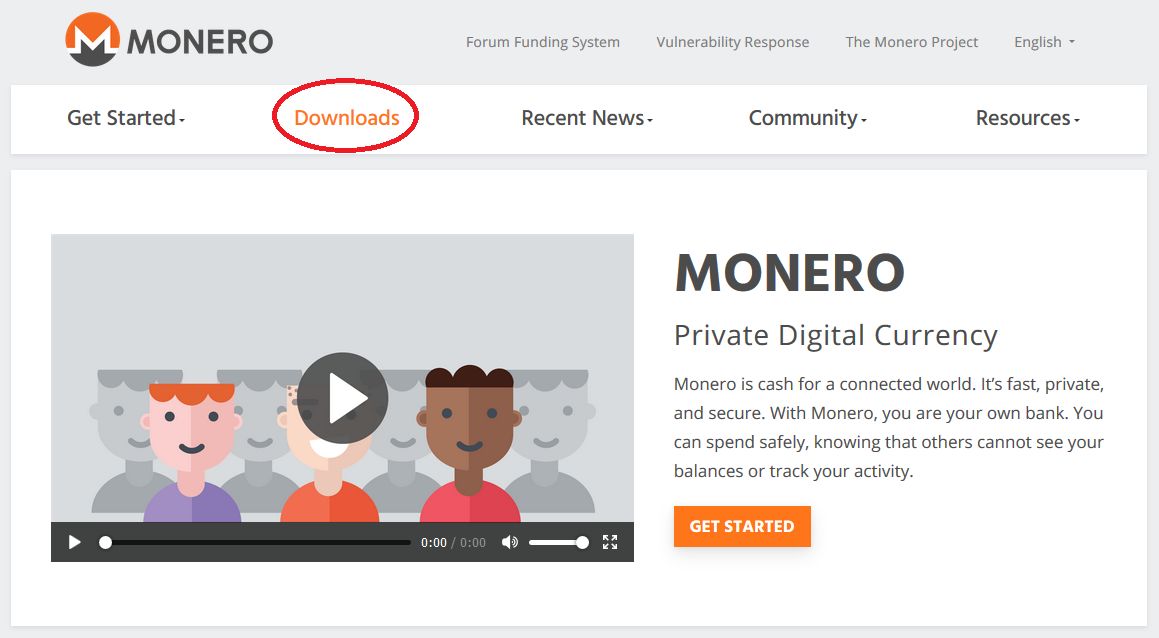 MONERO
Forum Funding System Vulnerability Response The Monero Project English
Get Started Downloads Recent News Community Resources
MONERO
Private Digital Currency
Monero is cash for a connected world. It’s fast, private,
and secure. With Monero, you are your own bank. You
can spend safely, knowing that others cannot see your
balances or track your activity.
GET STARTED
0:00 / 0:00